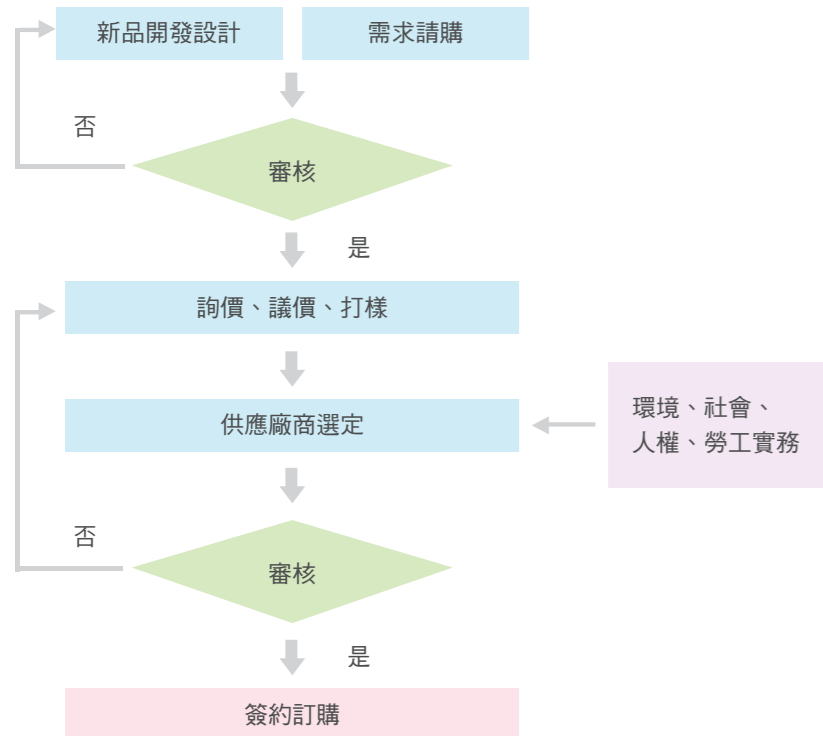 新品開發設計
需求請購
否
審核
是
詢價、議價、打樣
供應廠商選定
環境、社會、
人權、勞工實務
否
審核
是
簽約訂購